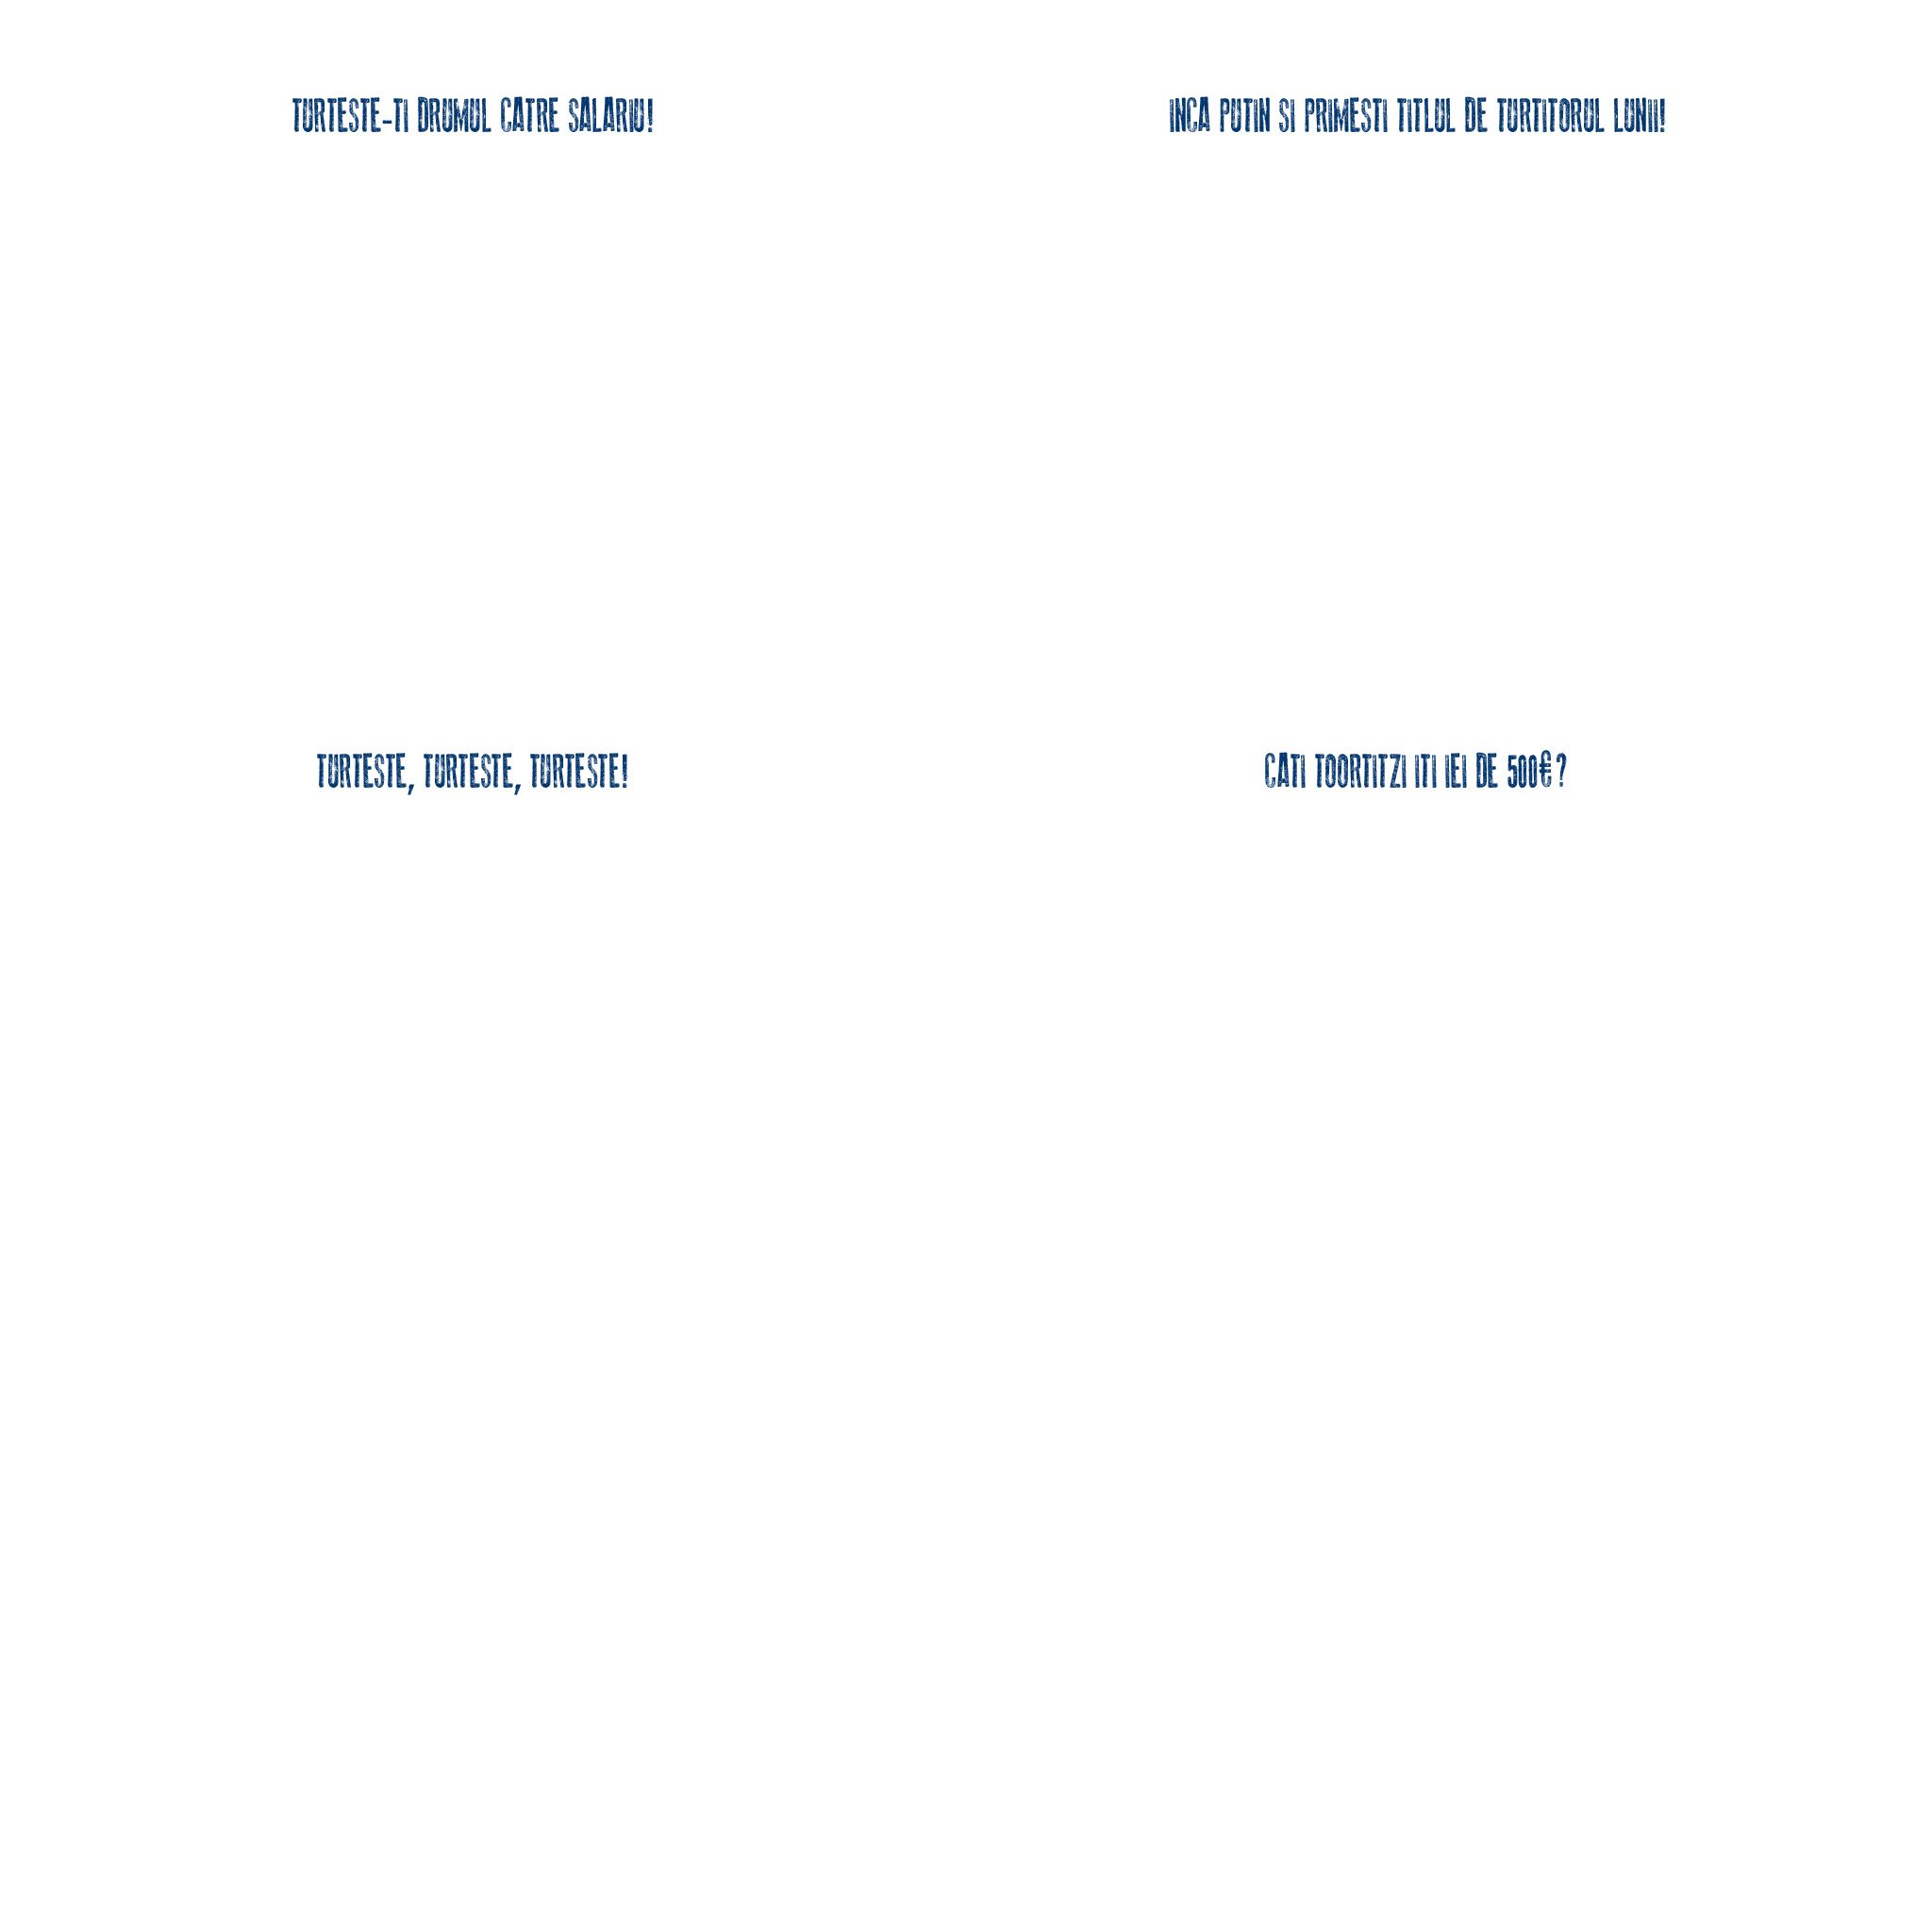 TURTESTE-TI DRUMUL CATRE SALARIU!
INCA PUTIN SI PRIMESTI TITLUL DE TURTITORUL LUNII!
TURTESTE, TURTESTE, TURTESTE!
CATI TOORTITZI ITI IEI DE 500€?